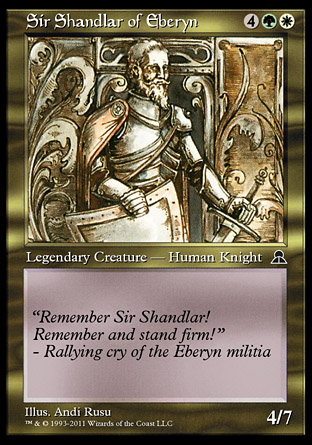 Sir Shandlar of Eberyn 4
Legendary Creature — Human Knight
“Remember Sir Shandlar!
Remember and stand firm!”
- Rallying cry of the Eberyn militia
Illus. Andi Rusu
™ & © 1993-2011 Wizards of the Coast LLC
4/7